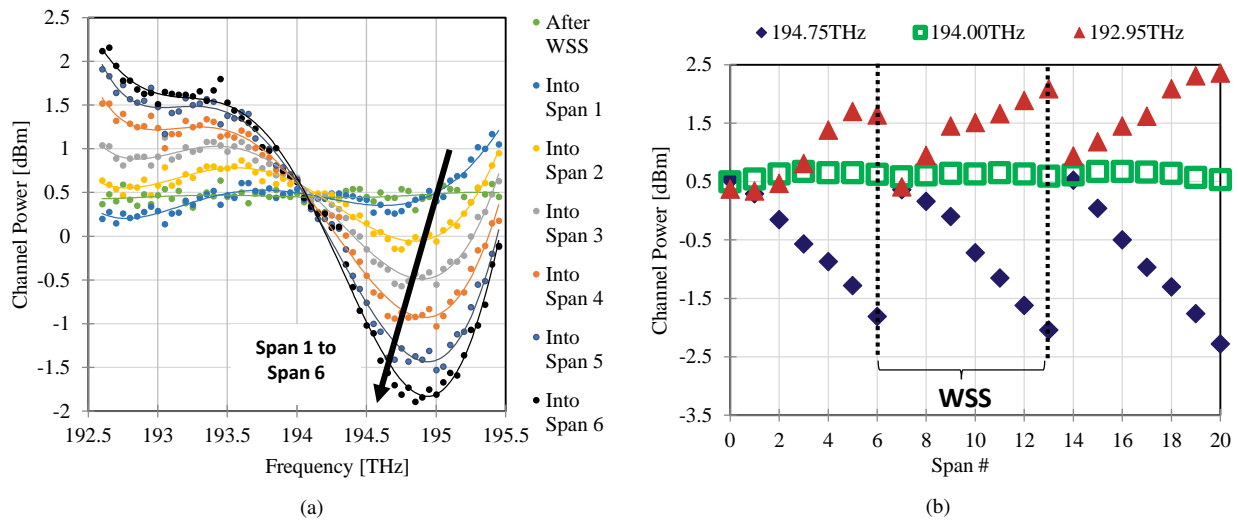 (a)
2.5
2
1.5
1
0.5
0
-0.5
-1
-1.5
-2
192.5
193
193.5
194
194.5
195
195.5
Channel Power [dBm]
Frequency [THz]
Span 1 to
Span 6
After
WSS
Into
Span 1
Into
Span 2
Into
Span 3
Into
Span 4
Into
Span 5
Into
Span 6
194.75THz
194.00THz
192.95THz
2.5
1.5
0.5
-0.5
-1.5
-2.5
-3.5
0
2
4
6
8
10
12
14
16
18
20
Channel Power [dBm]
Span #
WSS
(b)